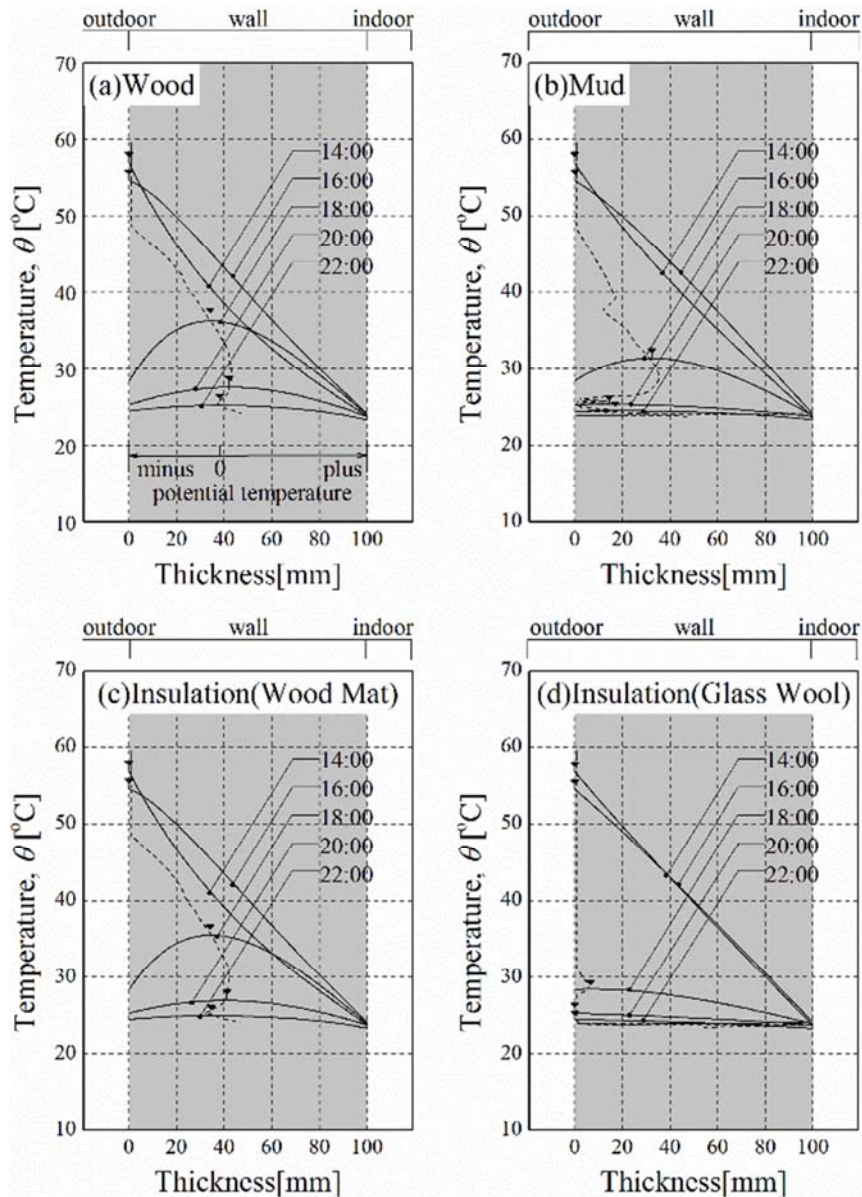 outdoor wall indoor
(a)Wood
70
60
50
40
30
20
10
Temperature, θ [°C]
14:00
16:00
18:00
20:00
22:00
minus 0 plus
potential temperature
0 20 40 60 80 100
Thickness[mm]
outdoor wall indoor
(b)Mud
70
60
50
40
30
20
10
Temperature, θ [°C]
14:00
16:00
18:00
20:00
22:00
0 20 40 60 80 100
Thickness[mm]
outdoor wall indoor
(c)Insulation(Wood Mat)
70
60
50
40
30
20
10
Temperature, θ [°C]
14:00
16:00
18:00
20:00
22:00
0 20 40 60 80 100
Thickness[mm]
outdoor wall indoor
(d)Insulation(Glass Wool)
70
60
50
40
30
20
10
Temperature, θ [°C]
14:00
16:00
18:00
20:00
22:00
0 20 40 60 80 100
Thickness[mm]